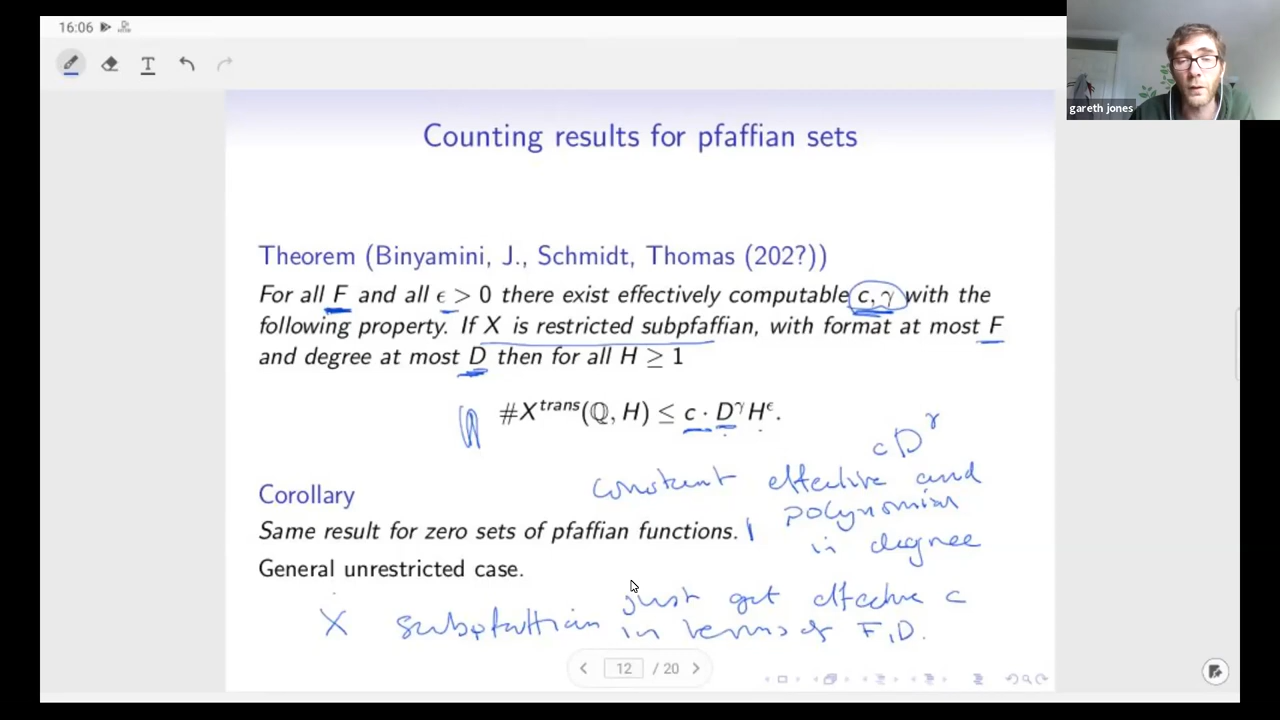 16:06
gareth jones
Counting results for pfaffian sets
Theorem (Binyamini, J., Schmidt, Thomas (202?))
For all F and all ϵ > 0 there exist effectively computable c, γ with the
following property. If X is restricted subpfaffian, with format at most F
and degree at most D then for all H ≥ 1
#X^trans(ℚ, H) ≤ c · D^γ H^ϵ.
c D^γ
constant effective and
polynomial
in degree
Corollary
Same result for zero sets of pfaffian functions.
General unrestricted case.
X subpfaffian just get effective c
in terms of F, D.
12 / 20